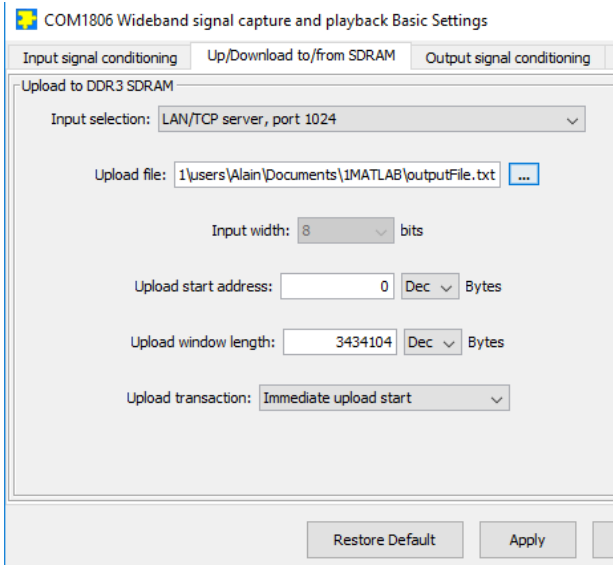 COM1806 Wideband signal capture and playback Basic Settings
Input signal conditioning Up/Download to/from SDRAM Output signal conditioning
Upload to DDR3 SDRAM
Input selection: LAN/TCP server, port 1024
Upload file: 1\users\Alain\Documents\1MATLAB\outputFile.txt ...
Input width: 8 bits
Upload start address: 0 Dec Bytes
Upload window length: 3434104 Dec Bytes
Upload transaction: Immediate upload start
Restore Default Apply